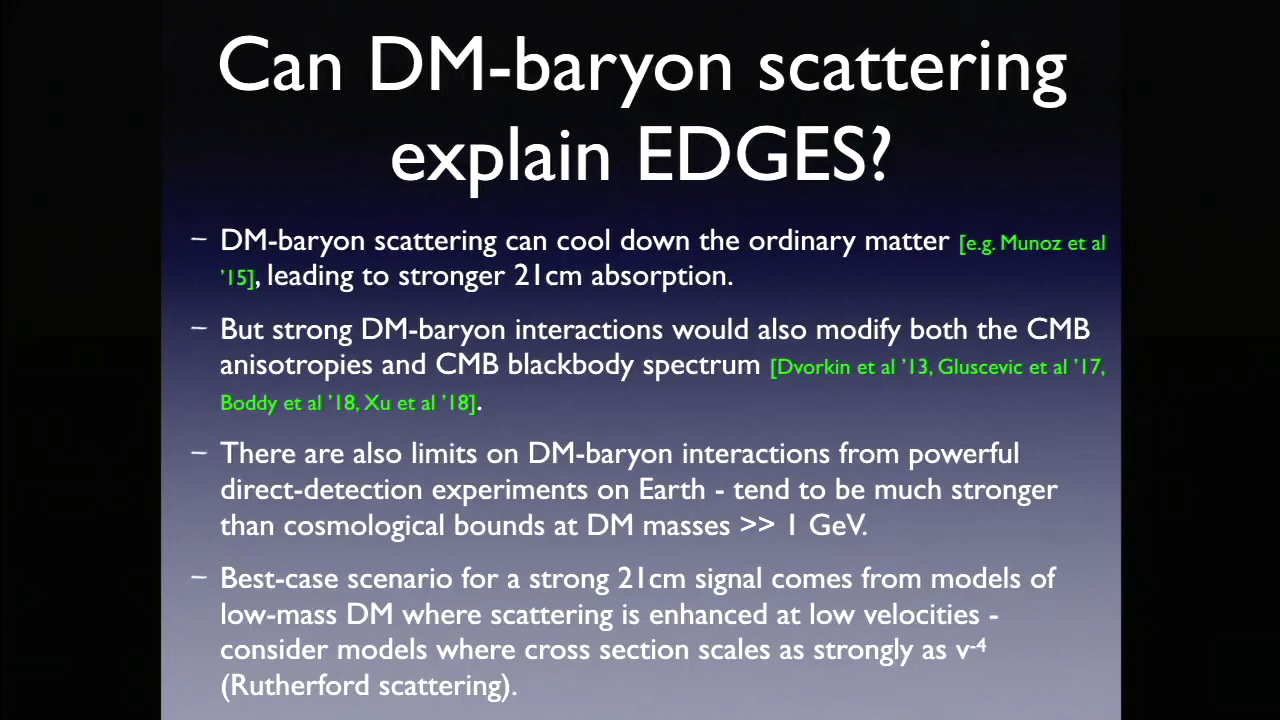 Can DM-baryon scattering
explain EDGES?
– DM-baryon scattering can cool down the ordinary matter [e.g. Munoz et al
’15], leading to stronger 21cm absorption.
– But strong DM-baryon interactions would also modify both the CMB
anisotropies and CMB blackbody spectrum [Dvorkin et al ’13, Gluscevic et al ’17,
Boddy et al ’18, Xu et al ’18].
– There are also limits on DM-baryon interactions from powerful
direct-detection experiments on Earth - tend to be much stronger
than cosmological bounds at DM masses >> 1 GeV.
– Best-case scenario for a strong 21cm signal comes from models of
low-mass DM where scattering is enhanced at low velocities -
consider models where cross section scales as strongly as v⁻⁴
(Rutherford scattering).